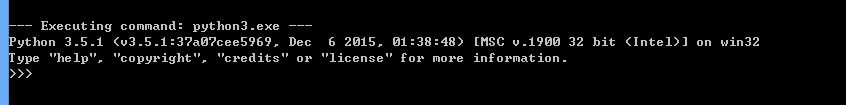 --- Executing command: python3.exe ---
Python 3.5.1 (v3.5.1:37a07cee5969, Dec  6 2015, 01:38:48) [MSC v.1900 32 bit (Intel)] on win32
Type "help", "copyright", "credits" or "license" for more information.
>>>